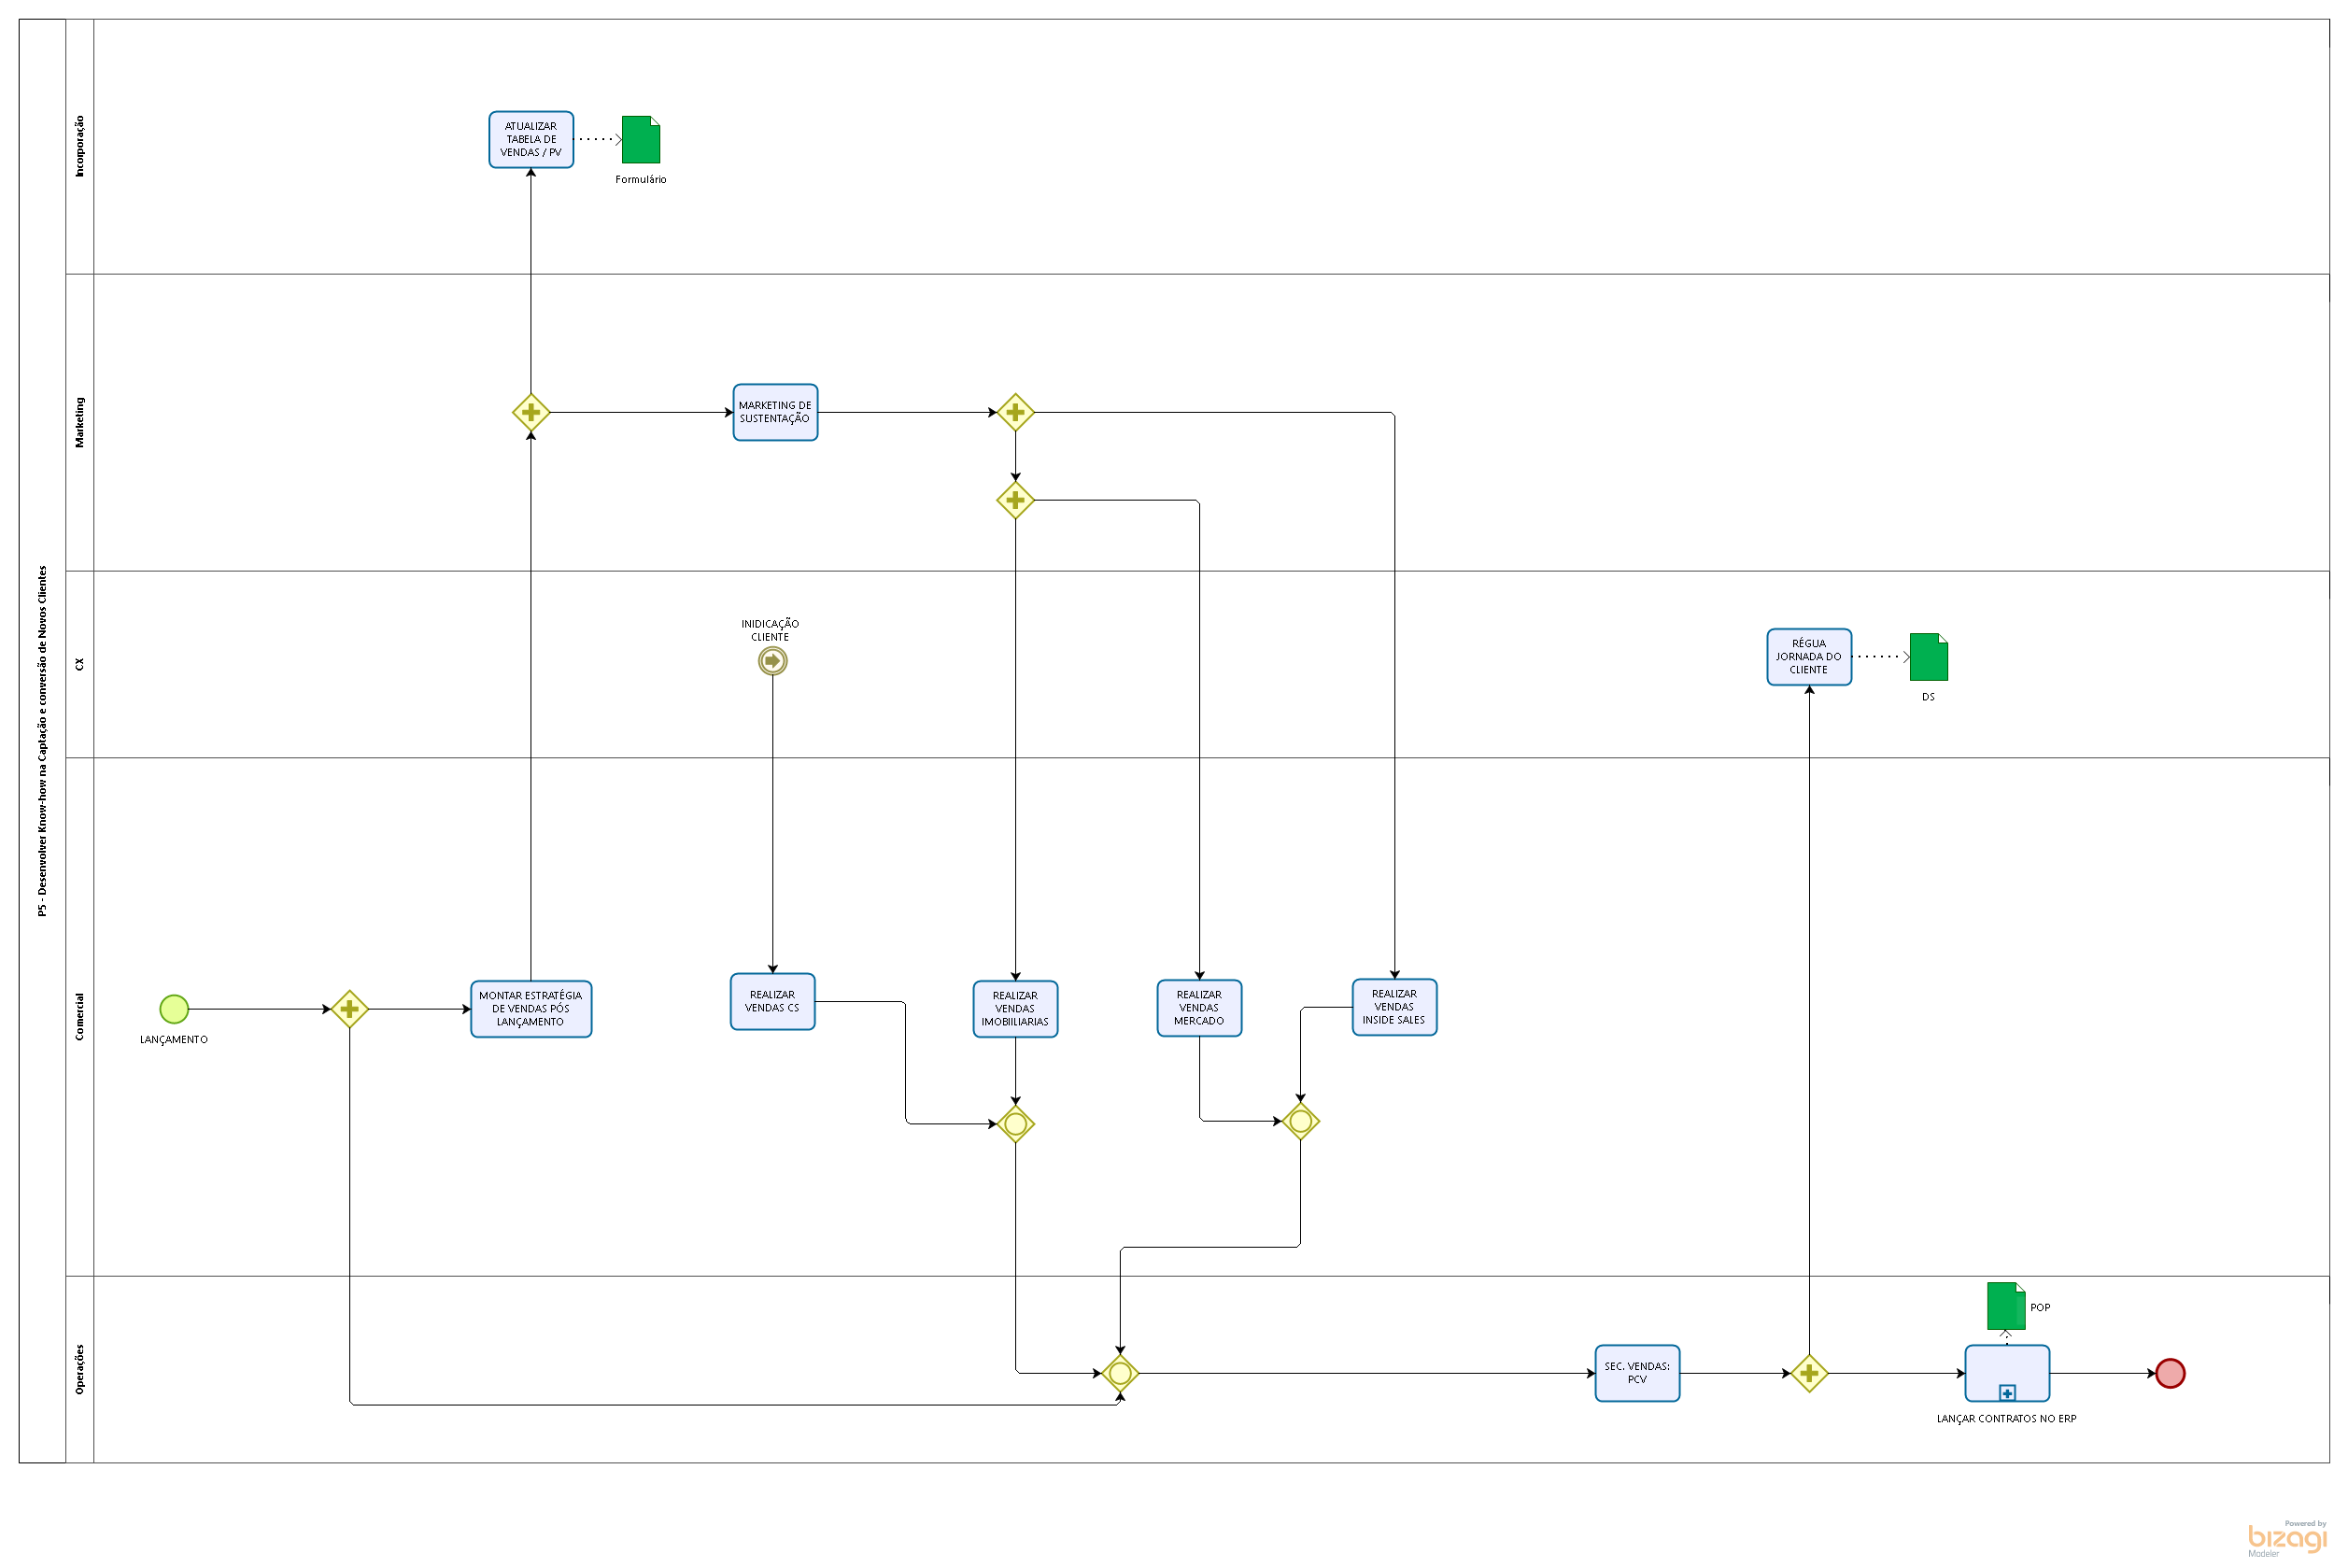 P5 - Desenvolver Know-how na Captação e conversão de Novos Clientes
Incorporação
ATUALIZAR
TABELA DE
VENDAS / PV
Formulário
Marketing
MARKETING DE
SUSTENTAÇÃO
CX
INIDICAÇÃO
CLIENTE
RÉGUA
JORNADA DO
CLIENTE
DS
Comercial
LANÇAMENTO
MONTAR ESTRATÉGIA
DE VENDAS PÓS
LANÇAMENTO
REALIZAR
VENDAS CS
REALIZAR
VENDAS
IMOBIILIARIAS
REALIZAR
VENDAS
MERCADO
REALIZAR
VENDAS
INSIDE SALES
Operações
SEC. VENDAS:
PCV
POP
LANÇAR CONTRATOS NO ERP
Powered by
bizagi
Modeler